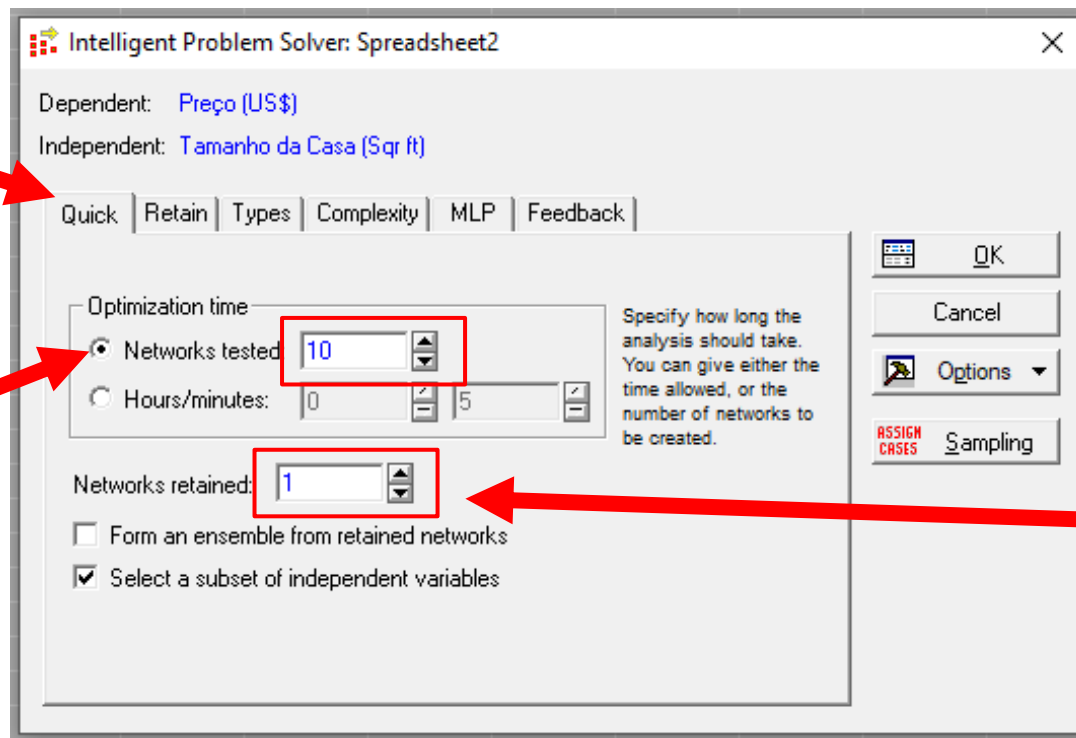 Intelligent Problem Solver: Spreadsheet2
Dependent: Preço (US$)
Independent: Tamanho da Casa (Sqr ft)
Quick Retain Types Complexity MLP Feedback
OK
Cancel
Options
ASSIGN CASES Sampling
Optimization time
Networks tested 10
Hours/minutes: 0 5
Specify how long the
analysis should take.
You can give either the
time allowed, or the
number of networks to
be created.
Networks retained: 1
Form an ensemble from retained networks
Select a subset of independent variables